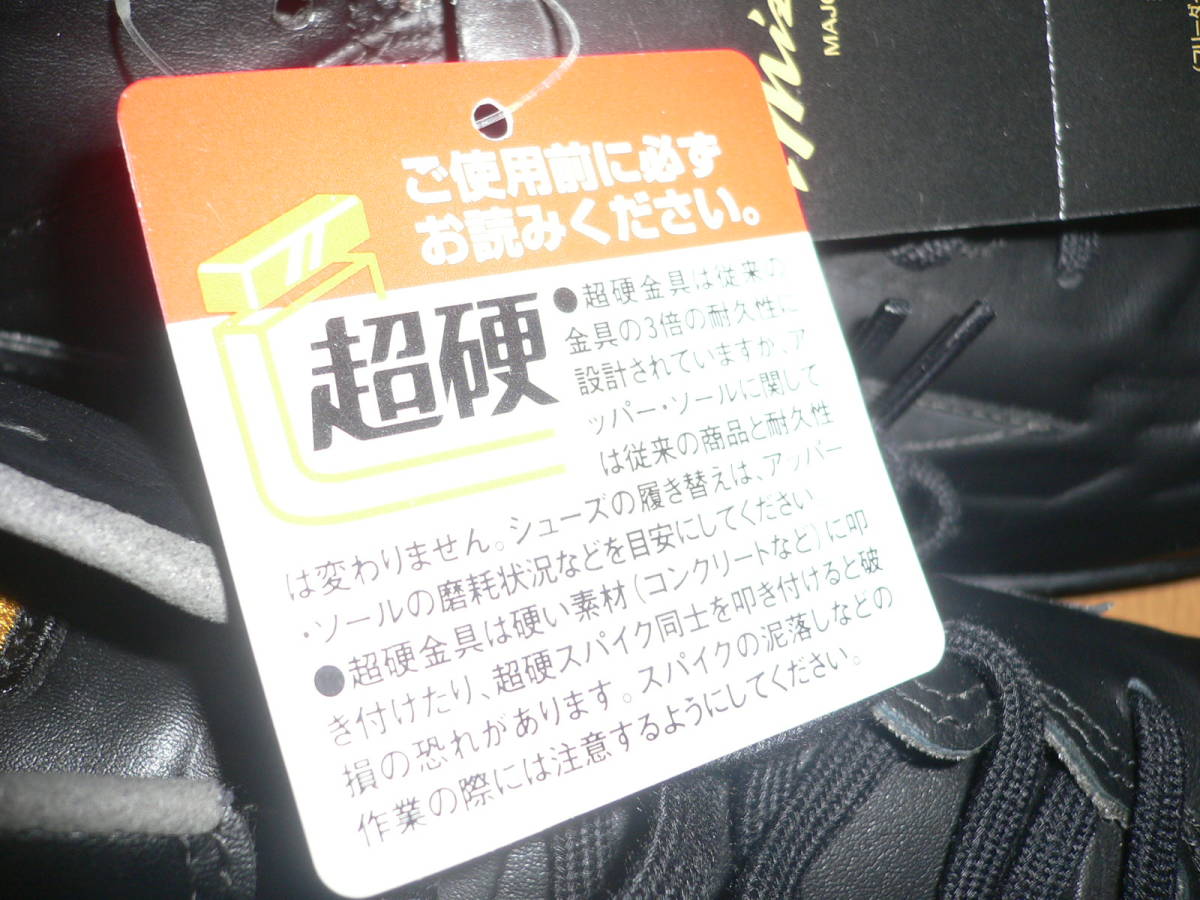 ご使用前に必ず
お読みください。
超硬
●超硬金具は従来の
金具の3倍の耐久性に
設計されていますが、ア
ッパー・ソールに関して
は従来の商品と耐久性
は変わりません。シューズの履き替えは、アッパー
・ソールの磨耗状況などを目安にしてください
●超硬金具は硬い素材(コンクリートなど)に叩
き付けたり、超硬スパイク同士を叩き付けると破
損の恐れがあります。スパイクの泥落しなどの
作業の際には注意するようにしてください。